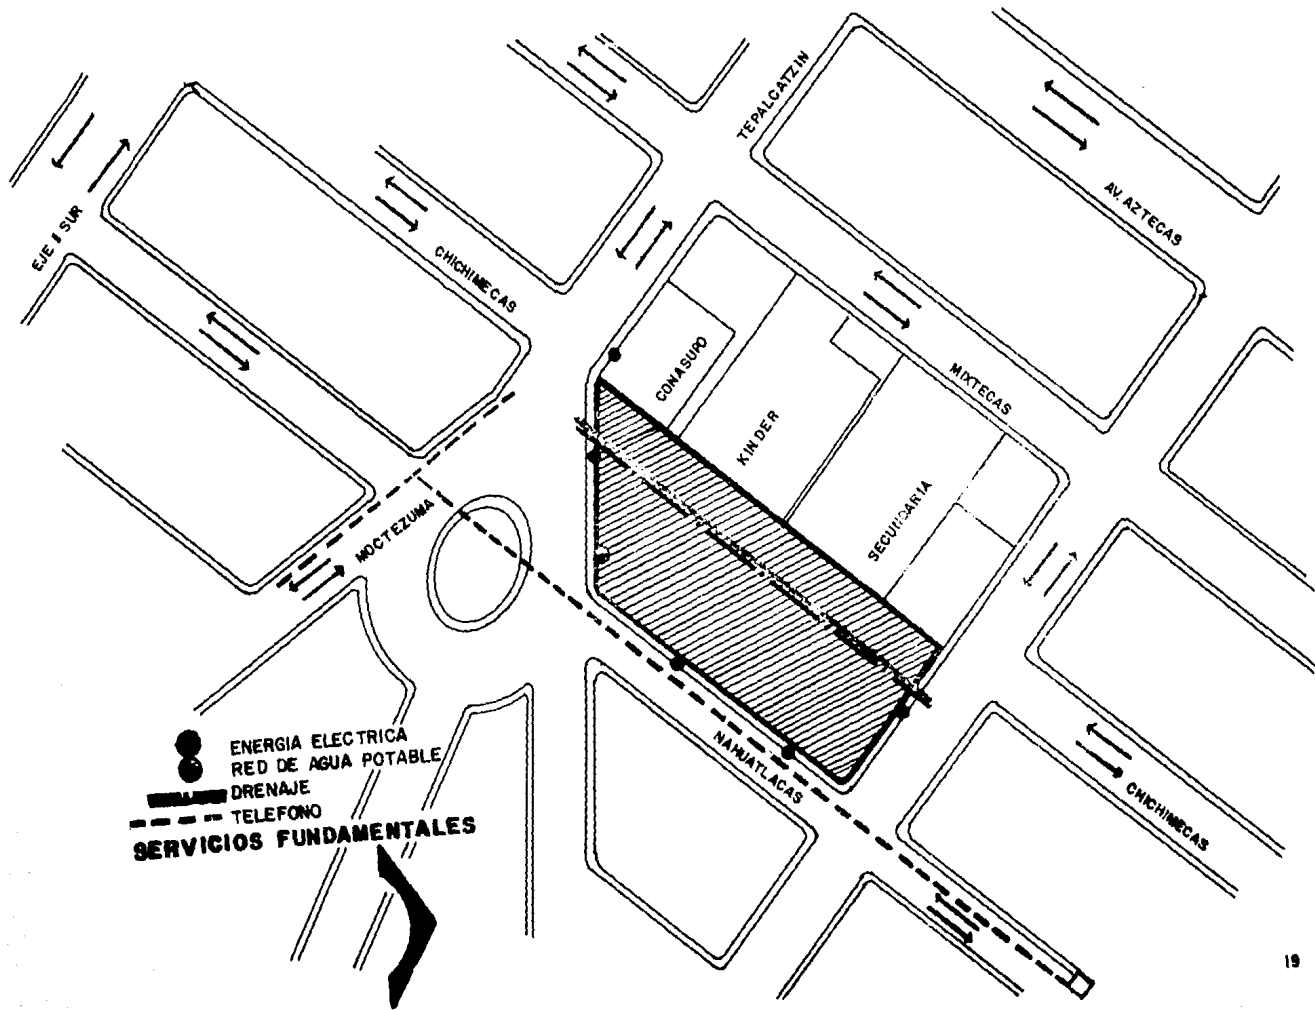 TEPALCATZIN
AV. AZTECAS
EJE II SUR
CHICHIMECAS
MIXTECAS
CONASUPO
KINDER
SECUNDARIA
MOCTEZUMA
NAHUATLACAS
CHICHIMECAS
ENERGIA ELECTRICA
RED DE AGUA POTABLE
DRENAJE
TELEFONO
SERVICIOS FUNDAMENTALES
19